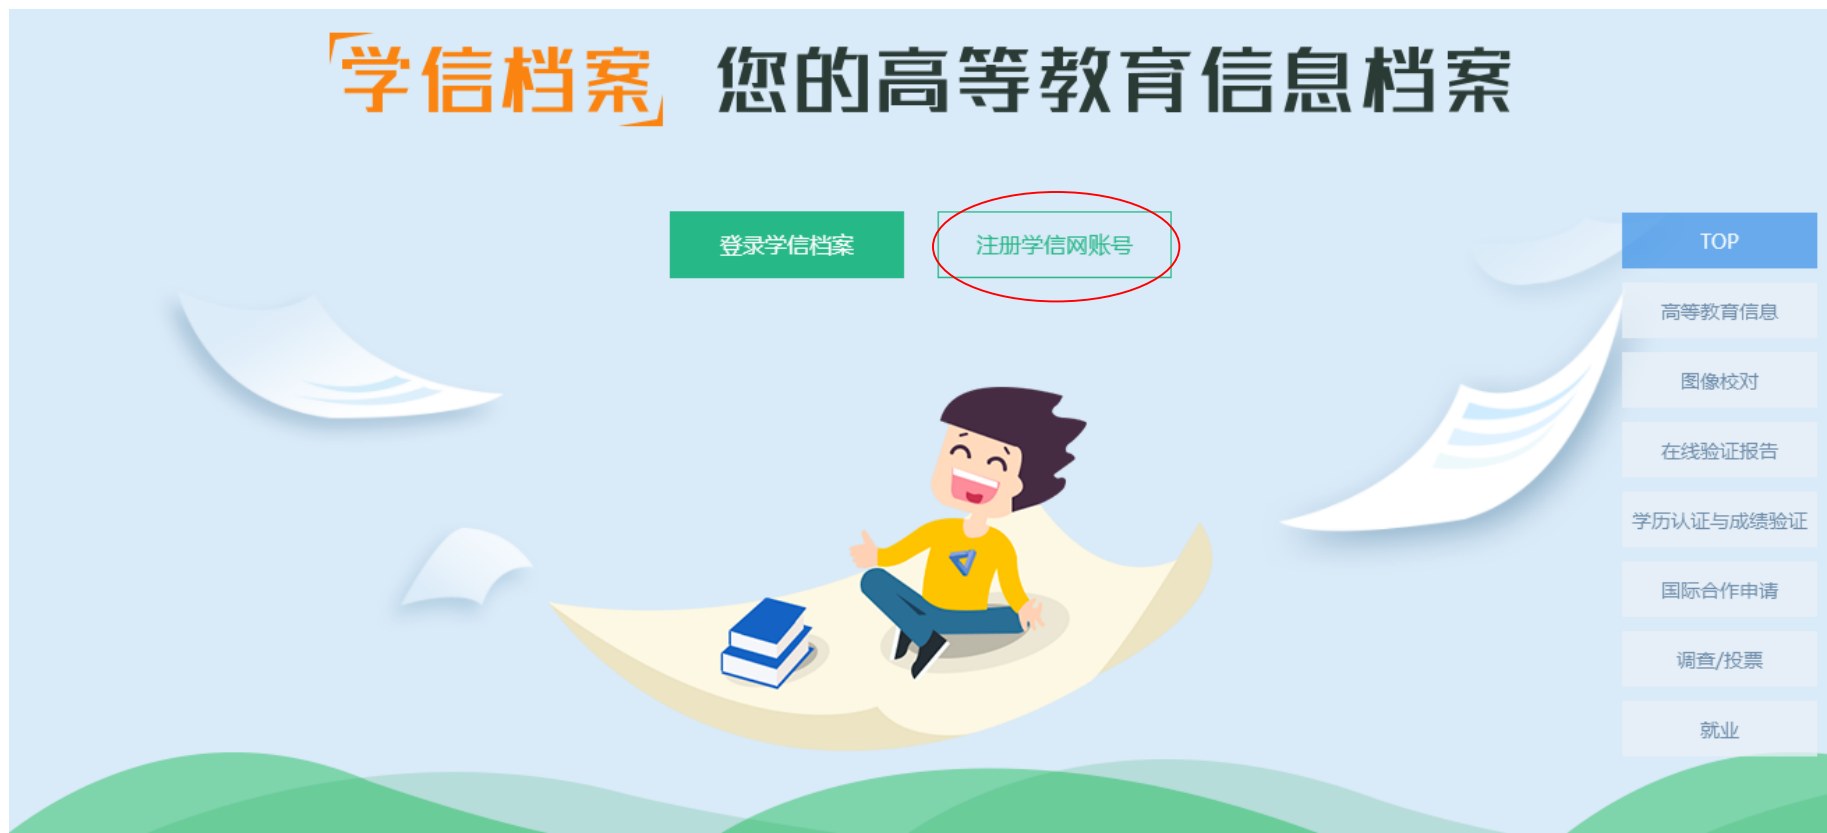 学信档案 您的高等教育信息档案
登录学信档案
注册学信网账号
TOP
高等教育信息
图像校对
在线验证报告
学历认证与成绩验证
国际合作申请
调查/投票
就业